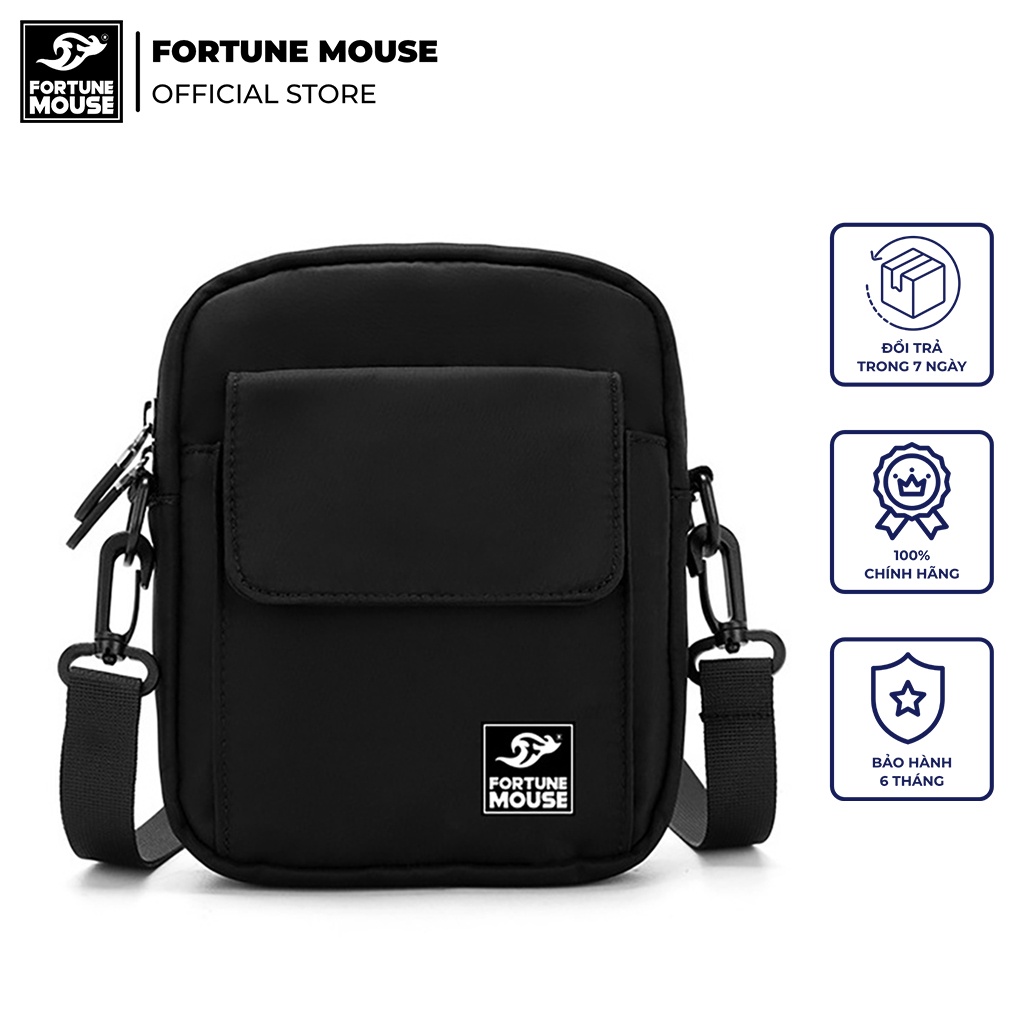 FORTUNE
MOUSE
FORTUNE MOUSE
OFFICIAL STORE
ĐỔI TRẢ
TRONG 7 NGÀY
100%
CHÍNH HÃNG
BẢO HÀNH
6 THÁNG
FORTUNE
MOUSE